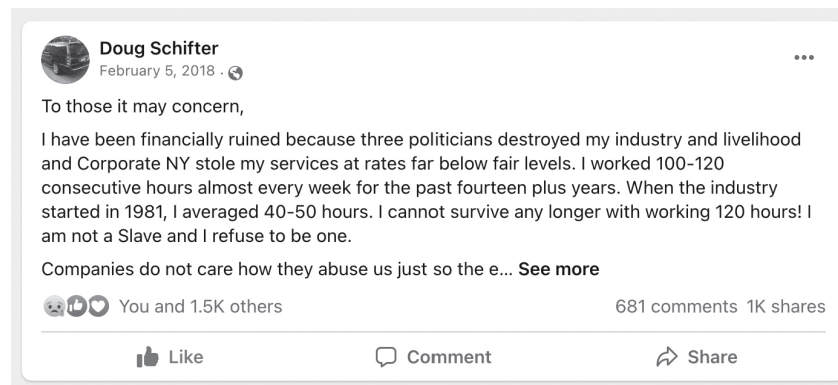 Doug Schifter
February 5, 2018 ·
To those it may concern,
I have been financially ruined because three politicians destroyed my industry and livelihood
and Corporate NY stole my services at rates far below fair levels. I worked 100-120
consecutive hours almost every week for the past fourteen plus years. When the industry
started in 1981, I averaged 40-50 hours. I cannot survive any longer with working 120 hours! I
am not a Slave and I refuse to be one.
Companies do not care how they abuse us just so the e... See more
You and 1.5K others 681 comments 1K shares
Like Comment Share